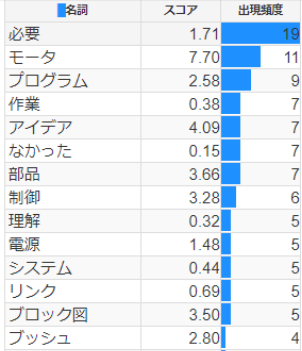 名詞 スコア 出現頻度
必要 1.71 19
モータ 7.70 11
プログラム 2.58 9
作業 0.38 7
アイデア 4.09 7
なかった 0.15 7
部品 3.66 7
制御 3.28 6
理解 0.32 5
電源 1.48 5
システム 0.44 5
リンク 0.69 5
ブロック図 3.50 5
ブッシュ 2.80 4